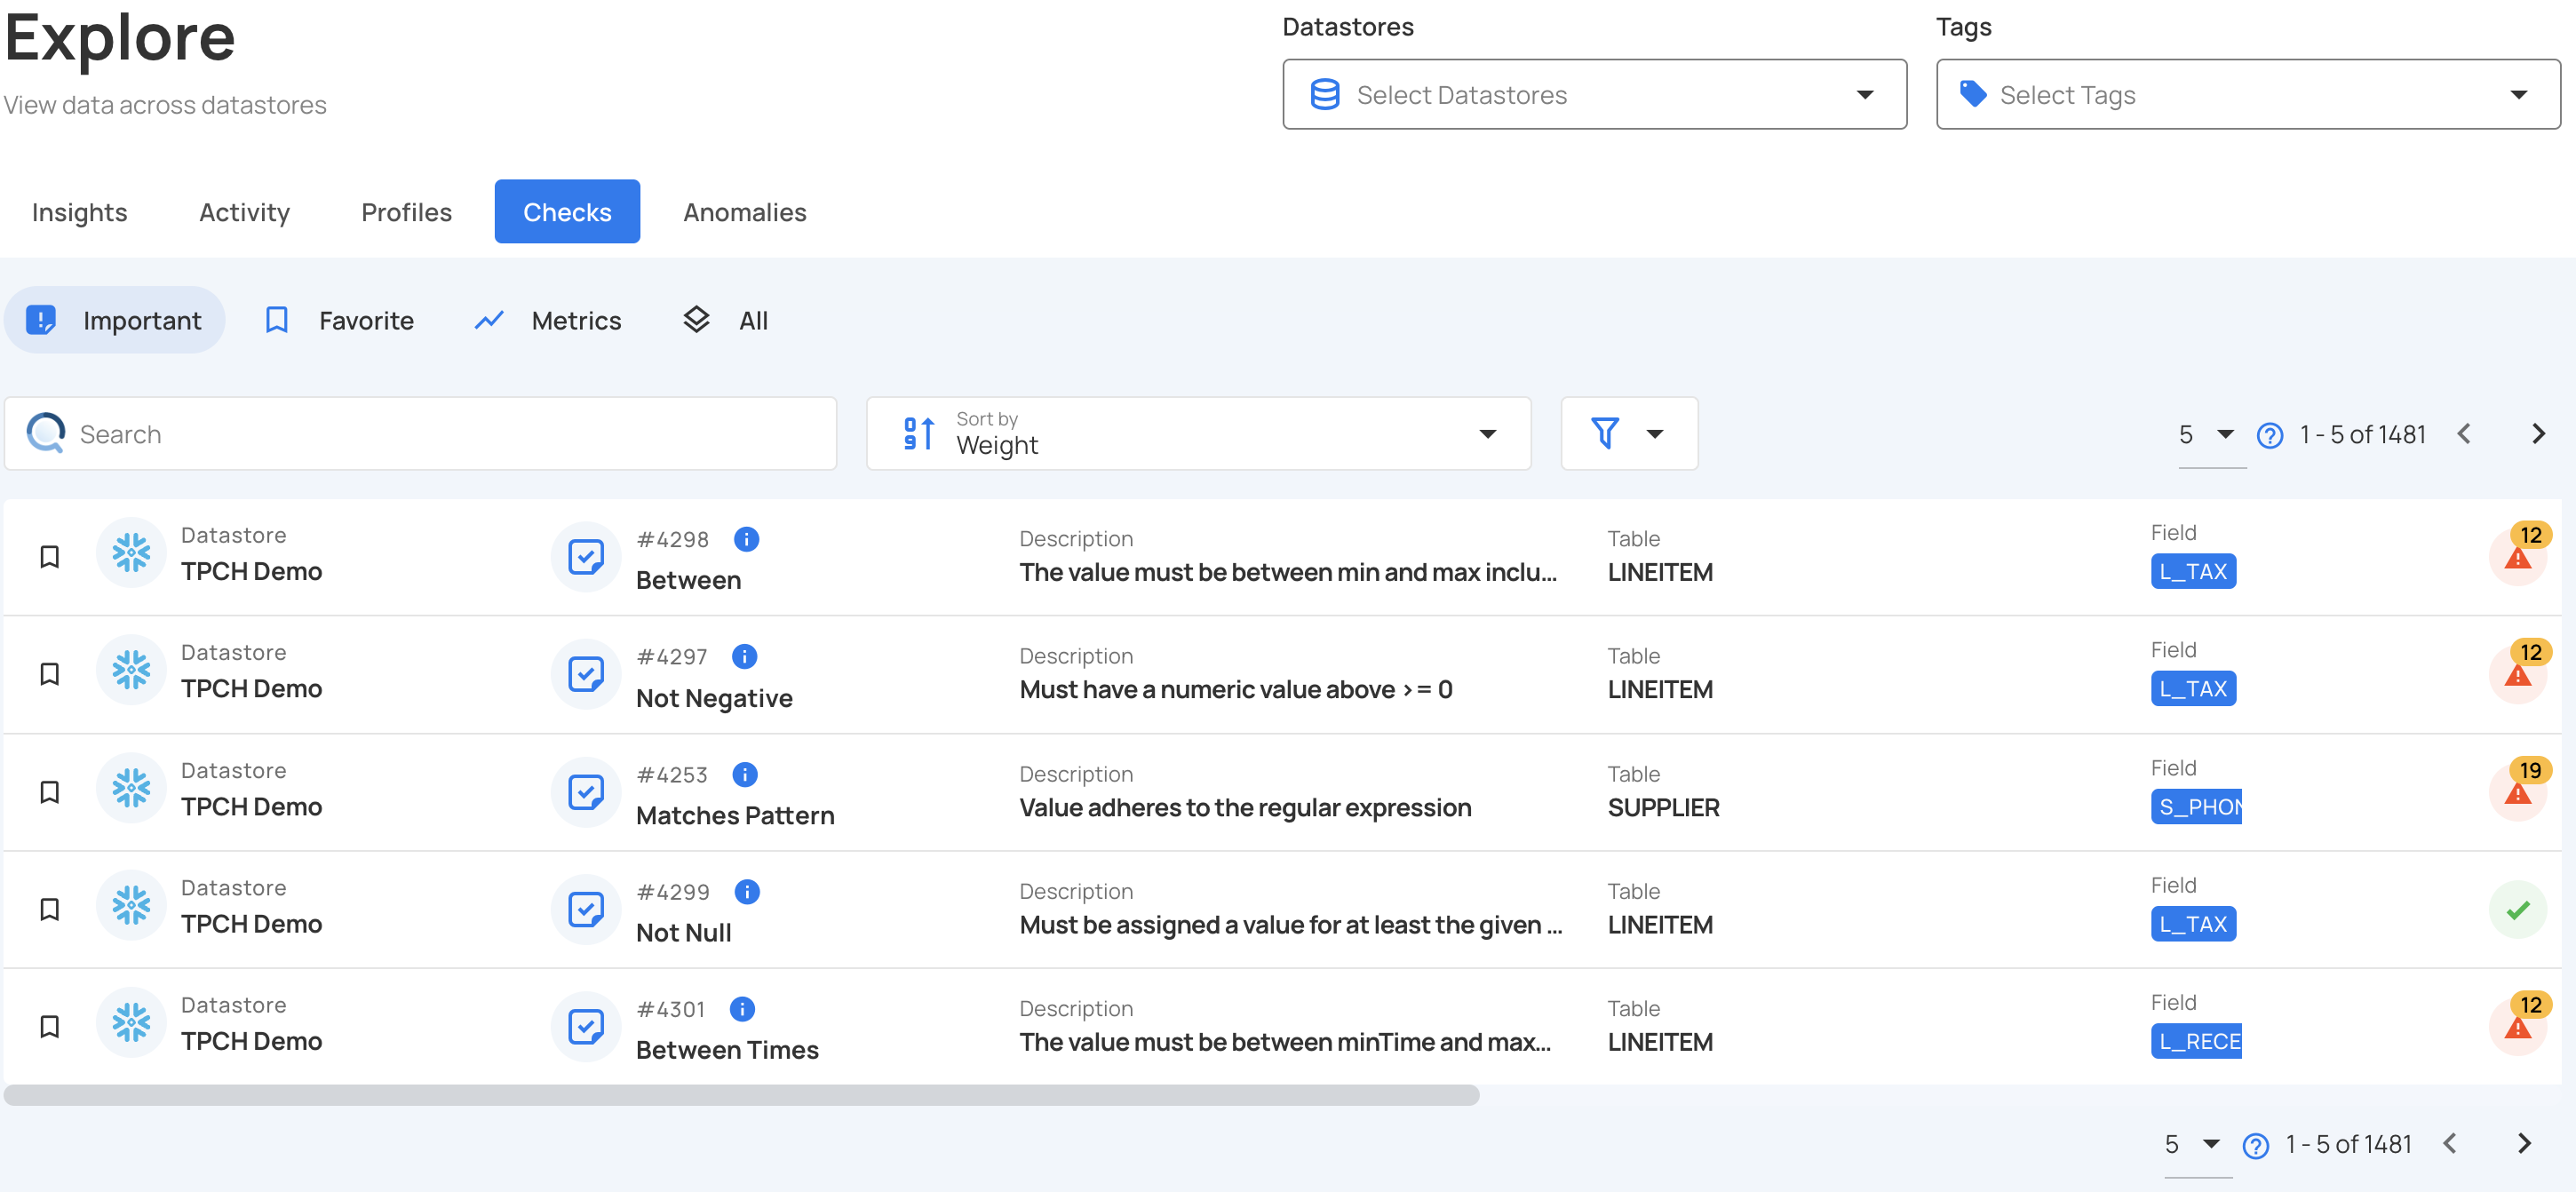 Explore
View data across datastores
Datastores
Select Datastores
Tags
Select Tags
Insights Activity Profiles Checks Anomalies
Important Favorite Metrics All
Search
Sort by
Weight
5 1 - 5 of 1481
Datastore
TPCH Demo
#4298
Between
Description
The value must be between min and max inclu...
Table
LINEITEM
Field
L_TAX
12
Datastore
TPCH Demo
#4297
Not Negative
Description
Must have a numeric value above >= 0
Table
LINEITEM
Field
L_TAX
12
Datastore
TPCH Demo
#4253
Matches Pattern
Description
Value adheres to the regular expression
Table
SUPPLIER
Field
S_PHON
19
Datastore
TPCH Demo
#4299
Not Null
Description
Must be assigned a value for at least the given ...
Table
LINEITEM
Field
L_TAX
Datastore
TPCH Demo
#4301
Between Times
Description
The value must be between minTime and max...
Table
LINEITEM
Field
L_RECE
12
5 1 - 5 of 1481